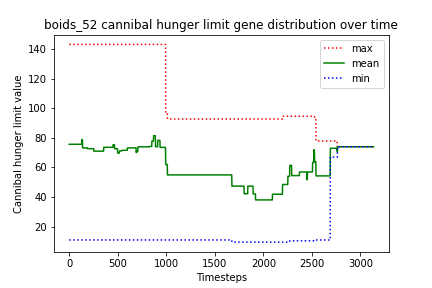 boids_52 cannibal hunger limit gene distribution over time
max
mean
min
Cannibal hunger limit value
140
120
100
80
60
40
20
0
500
1000
1500
2000
2500
3000
Timesteps